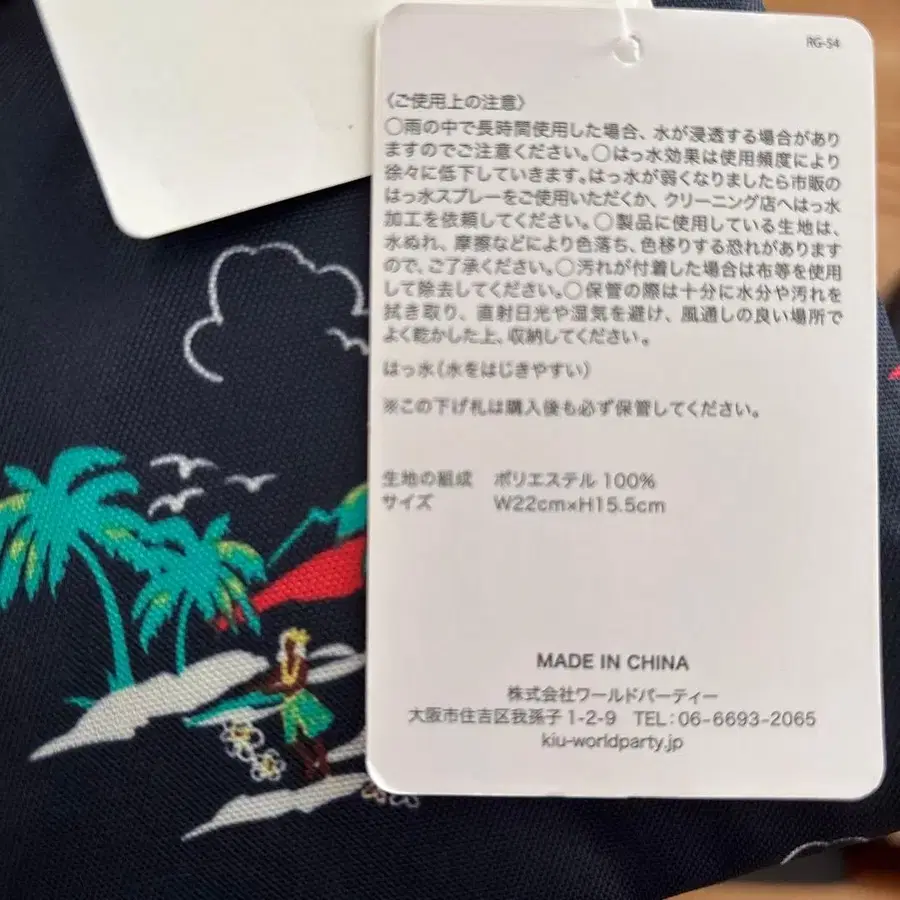 RG-54
〈ご使用上の注意〉
○雨の中で長時間使用した場合、水が浸透する場合があり
ますのでご注意ください。○はっ水効果は使用頻度により
徐々に低下していきます。はっ水が弱くなりましたら市販の
はっ水スプレーをご使用いただくか、クリーニング店へはっ水
加工を依頼してください。○製品に使用している生地は、
水ぬれ、摩擦などにより色落ち、色移りする恐れがあります
ので、ご了承ください。○汚れが付着した場合は布等を使用
して除去してください。○保管の際は十分に水分や汚れを
拭き取り、直射日光や湿気を避け、風通しの良い場所で
よく乾かした上、収納してください。
はっ水(水をはじきやすい)
※この下げ札は購入後も必ず保管してください。
生地の組成 ポリエステル 100%
サイズ W22cm×H15.5cm
MADE IN CHINA
株式会社ワールドパーティー
大阪市住吉区我孫子1-2-9 TEL:06-6693-2065
kiu-worldparty.jp